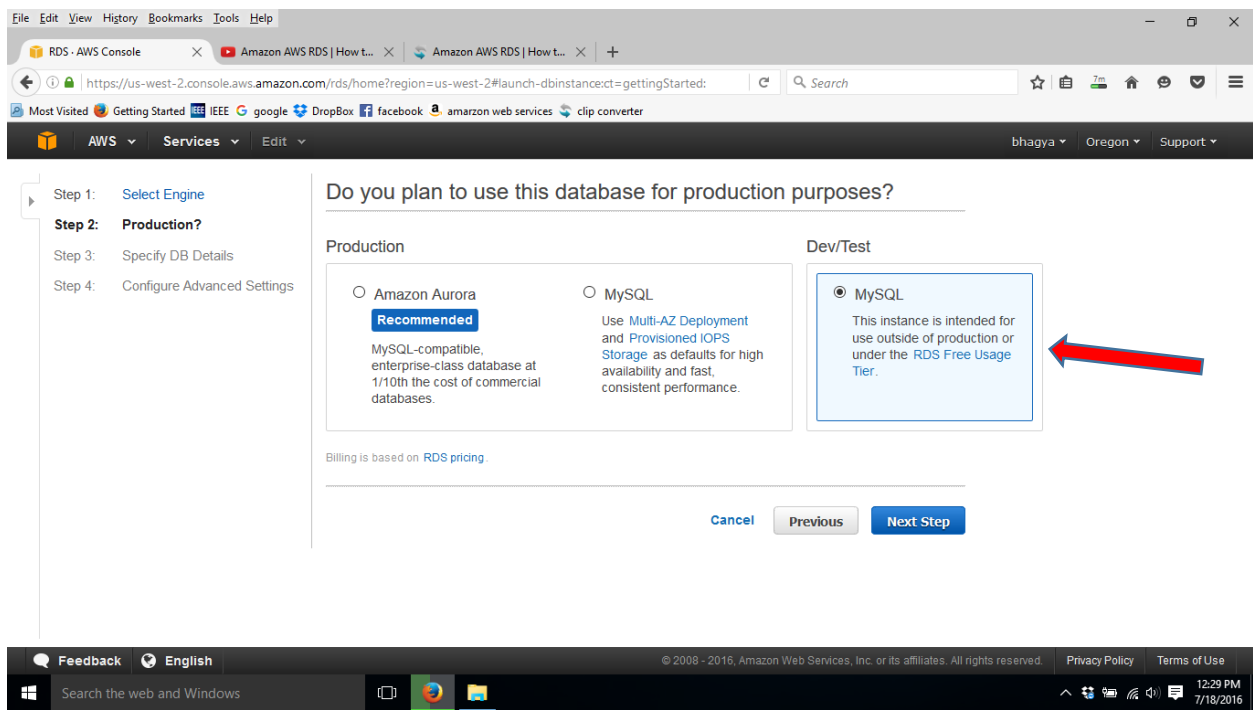 File Edit View History Bookmarks Tools Help
RDS · AWS Console
Amazon AWS RDS | How t...
Amazon AWS RDS | How t...
https://us-west-2.console.aws.amazon.com/rds/home?region=us-west-2#launch-dbinstance:ct=gettingStarted:
Search
7m
Most Visited Getting Started IEEE IEEE G google DropBox facebook a amarzon web services clip converter
AWS Services Edit bhagya Oregon Support
Step 1: Select Engine
Step 2: Production?
Step 3: Specify DB Details
Step 4: Configure Advanced Settings
Do you plan to use this database for production purposes?
Production
Amazon Aurora
Recommended
MySQL-compatible,
enterprise-class database at
1/10th the cost of commercial
databases.
MySQL
Use Multi-AZ Deployment
and Provisioned IOPS
Storage as defaults for high
availability and fast,
consistent performance.
Dev/Test
MySQL
This instance is intended for
use outside of production or
under the RDS Free Usage
Tier.
Billing is based on RDS pricing.
Cancel Previous Next Step
Feedback English © 2008 - 2016, Amazon Web Services, Inc. or its affiliates. All rights reserved. Privacy Policy Terms of Use
Search the web and Windows
12:29 PM
7/18/2016